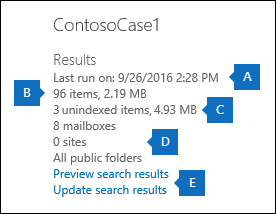 ContosoCase1
Results
Last run on: 9/26/2016 2:28 PM A
B 96 items, 2.19 MB
3 unindexed items, 4.93 MB C
8 mailboxes
0 sites D
All public folders
Preview search results
Update search results E